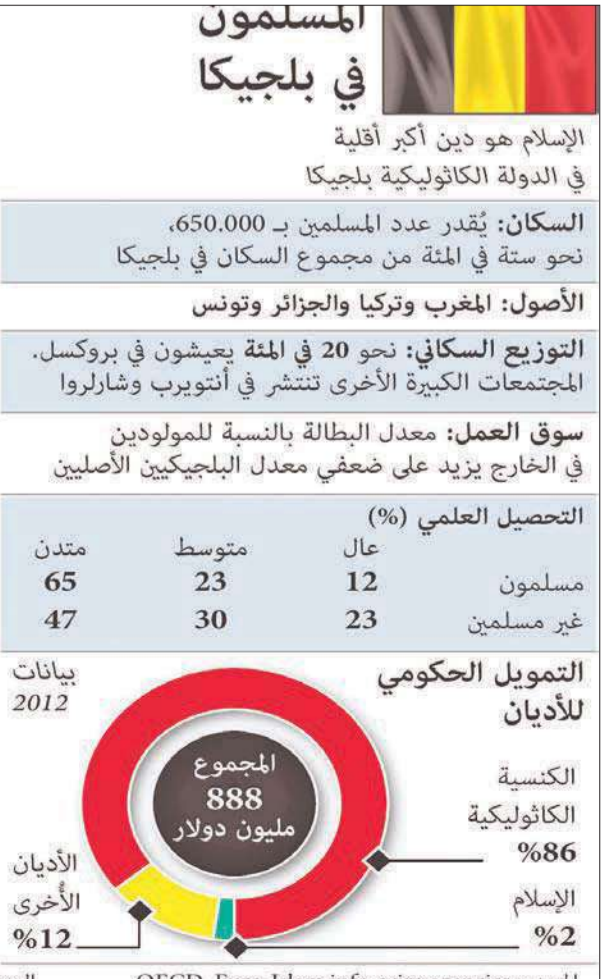 المسلمون
في بلجيكا
الإسلام هو دين أكبر أقلية
في الدولة الكاثوليكية بلجيكا
السكان: يُقدر عدد المسلمين بـ 650.000،
نحو ستة في المئة من مجموع السكان في بلجيكا
الأصول: المغرب وتركيا والجزائر وتونس
التوزيع السكاني: نحو 20 في المئة يعيشون في بروكسل.
المجتمعات الكبيرة الأخرى تنتشر في أنتويرب وشارلروا
سوق العمل: معدل البطالة بالنسبة للمولودين
في الخارج يزيد على ضعفي معدل البلجيكيين الأصليين
التحصيل العلمي (%)
عال متوسط متدن
مسلمون 12 23 65
غير مسلمين 23 30 47
التمويل الحكومي
للأديان
بيانات
2012
المجموع
888
مليون دولار
الكنسية
الكاثوليكية
%86
الإسلام
%2
الأديان
الأُخرى
%12